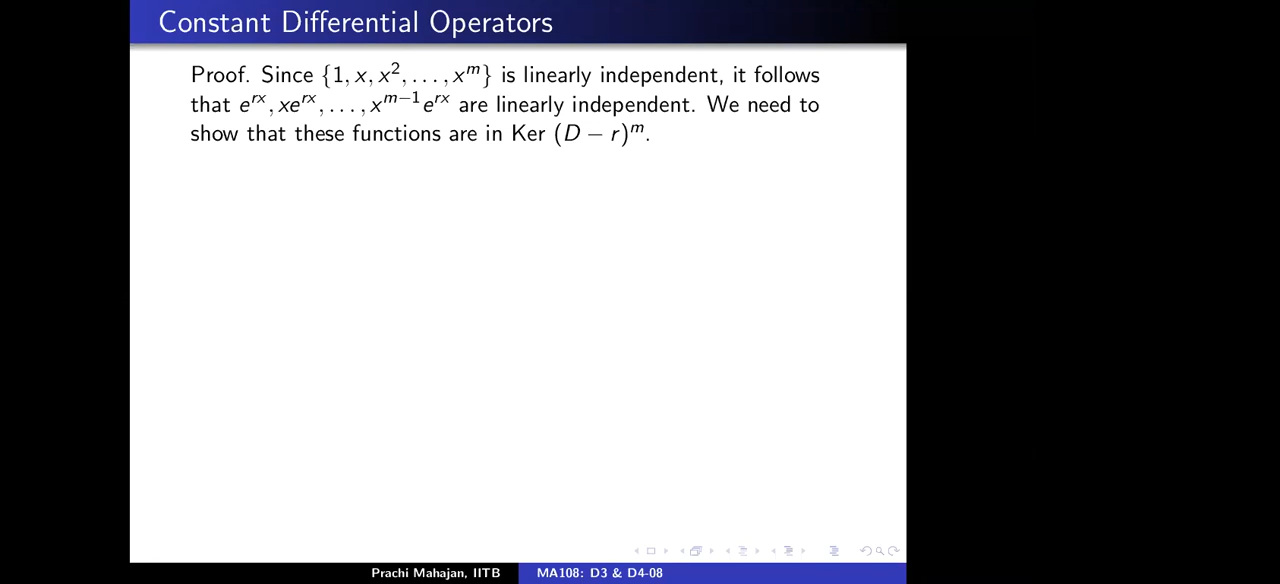 Constant Differential Operators
Proof. Since {1, x, x², . . . , xᵐ} is linearly independent, it follows
that eʳˣ, xeʳˣ, . . . , xᵐ⁻¹eʳˣ are linearly independent. We need to
show that these functions are in Ker (D − r)ᵐ.
Prachi Mahajan, IITB
MA108: D3 & D4-08